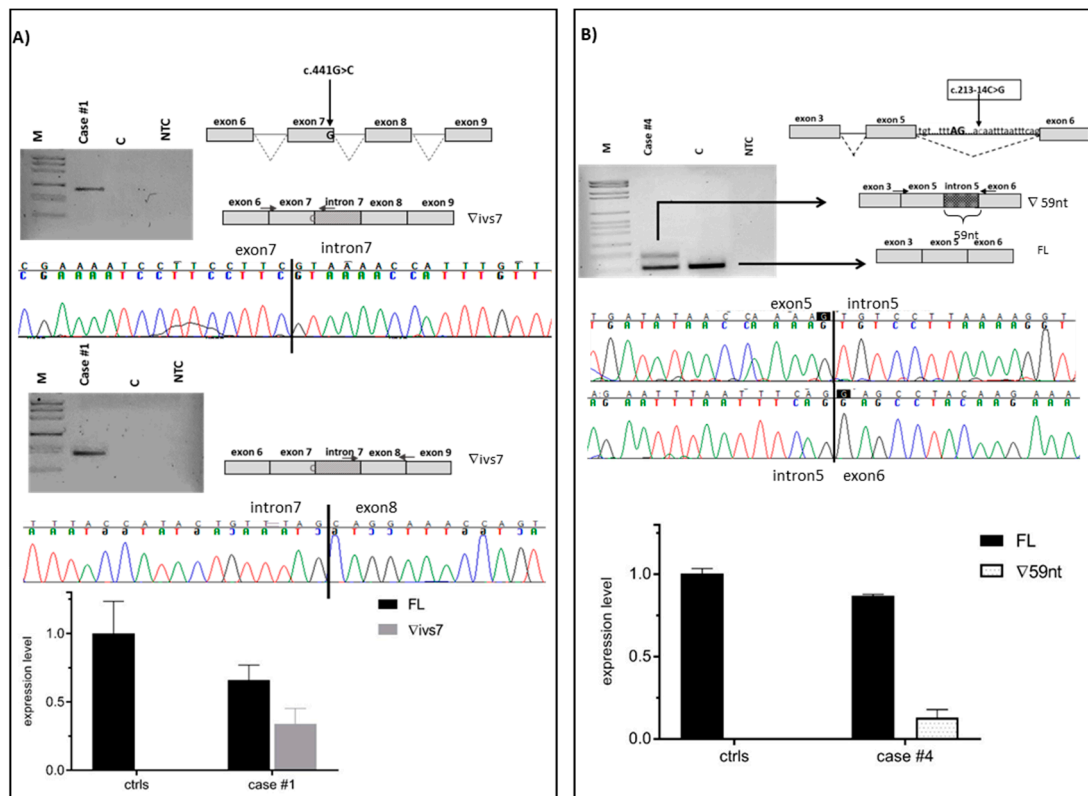 A)
c.441G>C
M
Case #1
C
NTC
exon 6
exon 7
G
exon 8
exon 9
exon 6
exon 7
C
intron 7
exon 8
exon 9
∇ivs7
exon7
intron7
C G A A A A T C C T T C C T T C G T A A A A C C A T T T G T T
C G A A A A T C C T T C C T T C G T A A A A C C A T T T G T T
M
Case #1
C
NTC
exon 6
exon 7
C
intron 7
exon 8
exon 9
∇ivs7
intron7
exon8
T T T A C C A T A C T G T T T A G C A G G A A A C C A G T
A A A T G G T A T G A C A A A T C G T C C T T T G G T C A
FL
∇ivs7
expression level
1.0
0.5
0.0
ctrls
case #1
B)
c.213-14C>G
M
Case #4
C
NTC
exon 3
exon 5
tgt...tttAG...acaatttaatttcag
exon 6
exon 3
exon 5
intron 5
exon 6
∇ 59nt
59nt
exon 3
exon 5
exon 6
FL
exon5
intron5
T G A T A T A A C C A A A A G T G T C C T T A A A A G G T
T G A T A T A A C C A A A A G T G T C C T T A A A A G G T
A G A A T T T A A T T T C A G G A G C C T A C A A G A A A
A G A A T T T A A T T T C A G G A G C C T A C A A G A A A
intron5
exon6
FL
∇59nt
expression level
1.0
0.5
0.0
ctrls
case #4